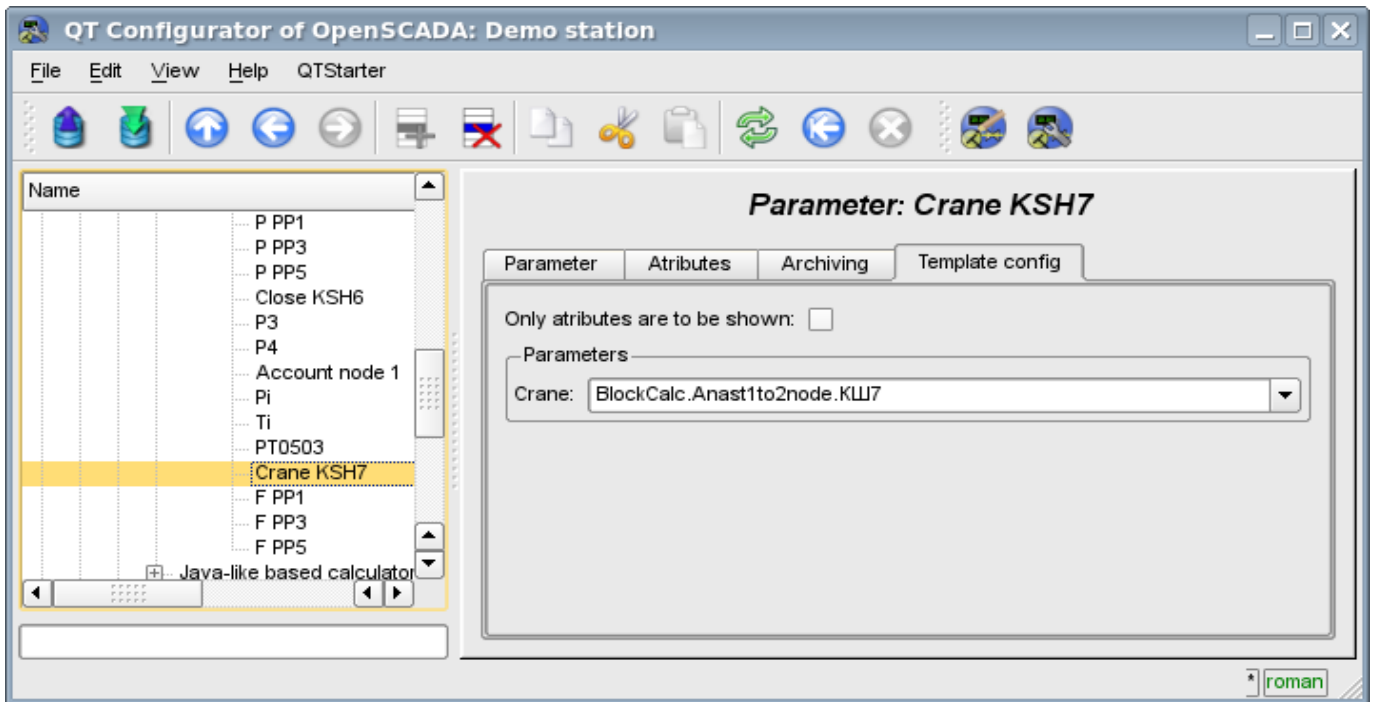 QT Configurator of OpenSCADA: Demo station
File Edit View Help QTStarter
Name
P PP1
P PP3
P PP5
Close KSH6
P3
P4
Account node 1
Pi
Ti
PT0503
Crane KSH7
F PP1
F PP3
F PP5
Java-like based calculator
Parameter: Crane KSH7
Parameter Atributes Archiving Template config
Only atributes are to be shown:
Parameters
Crane: BlockCalc.Anast1to2node.КШ7
* roman